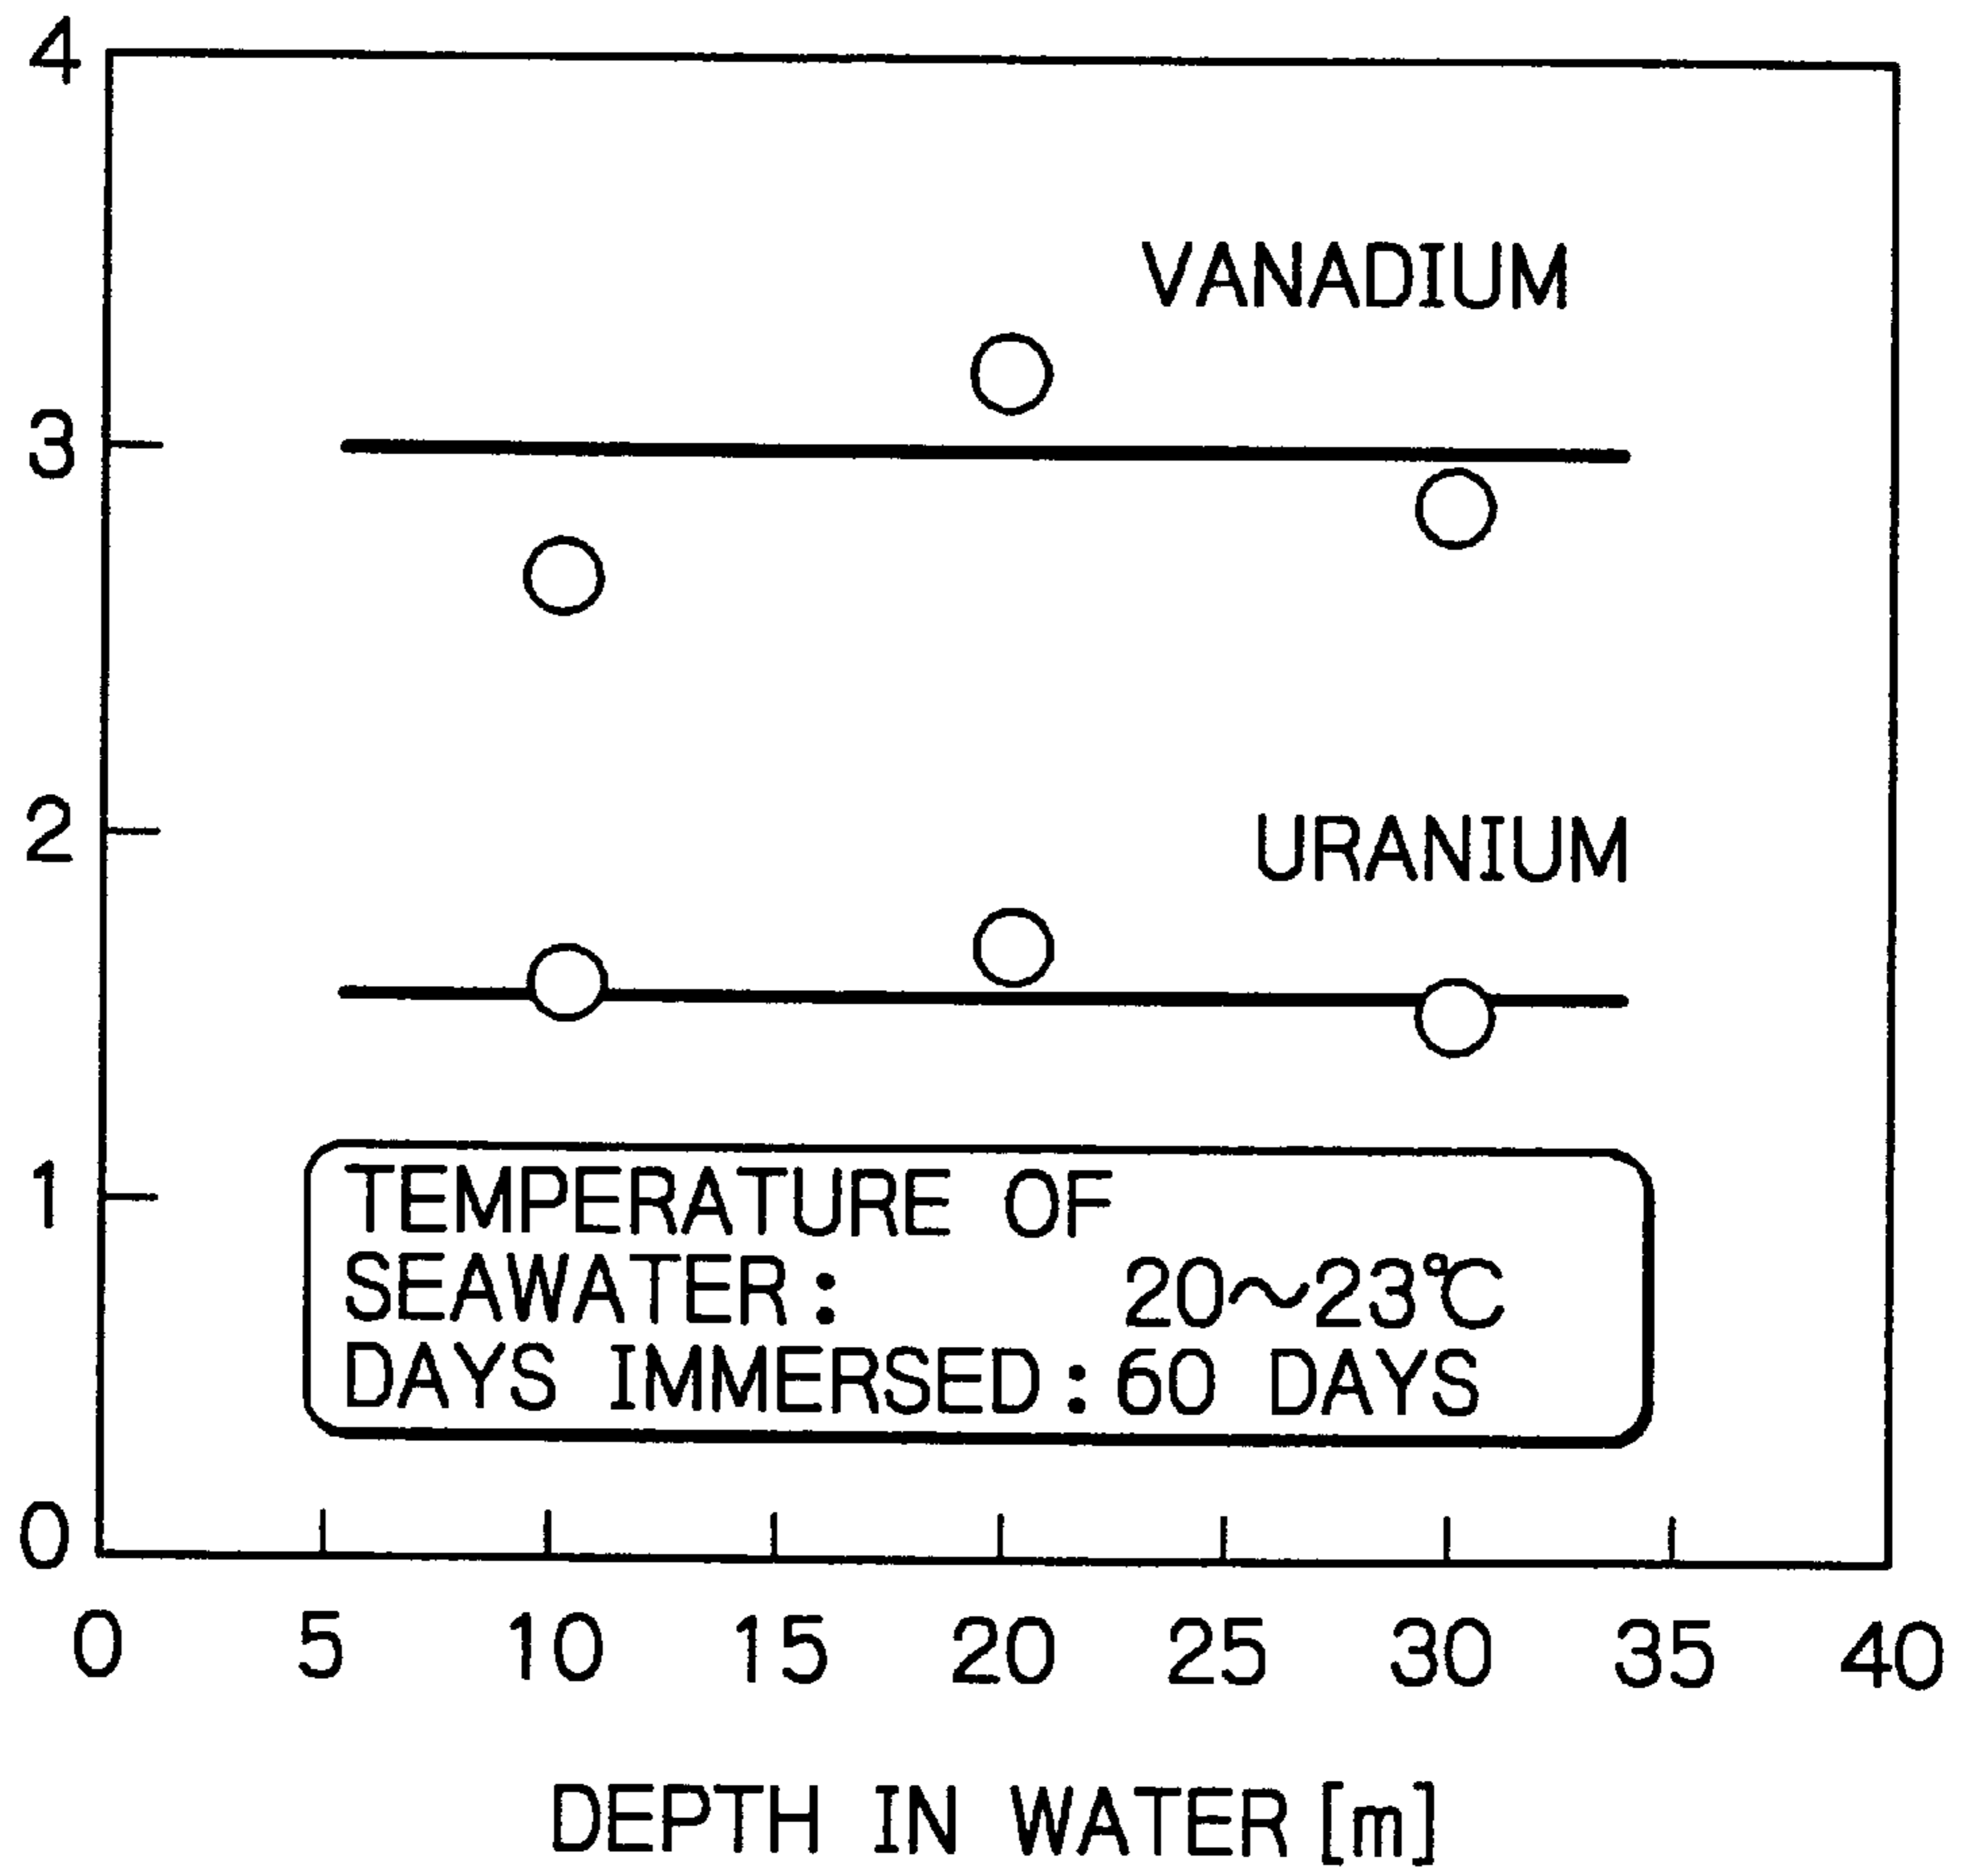 4
VANADIUM
3
2
URANIUM
1
TEMPERATURE OF
SEAWATER: 20~23℃
DAYS IMMERSED: 60 DAYS
0
0 5 10 15 20 25 30 35 40
DEPTH IN WATER [m]